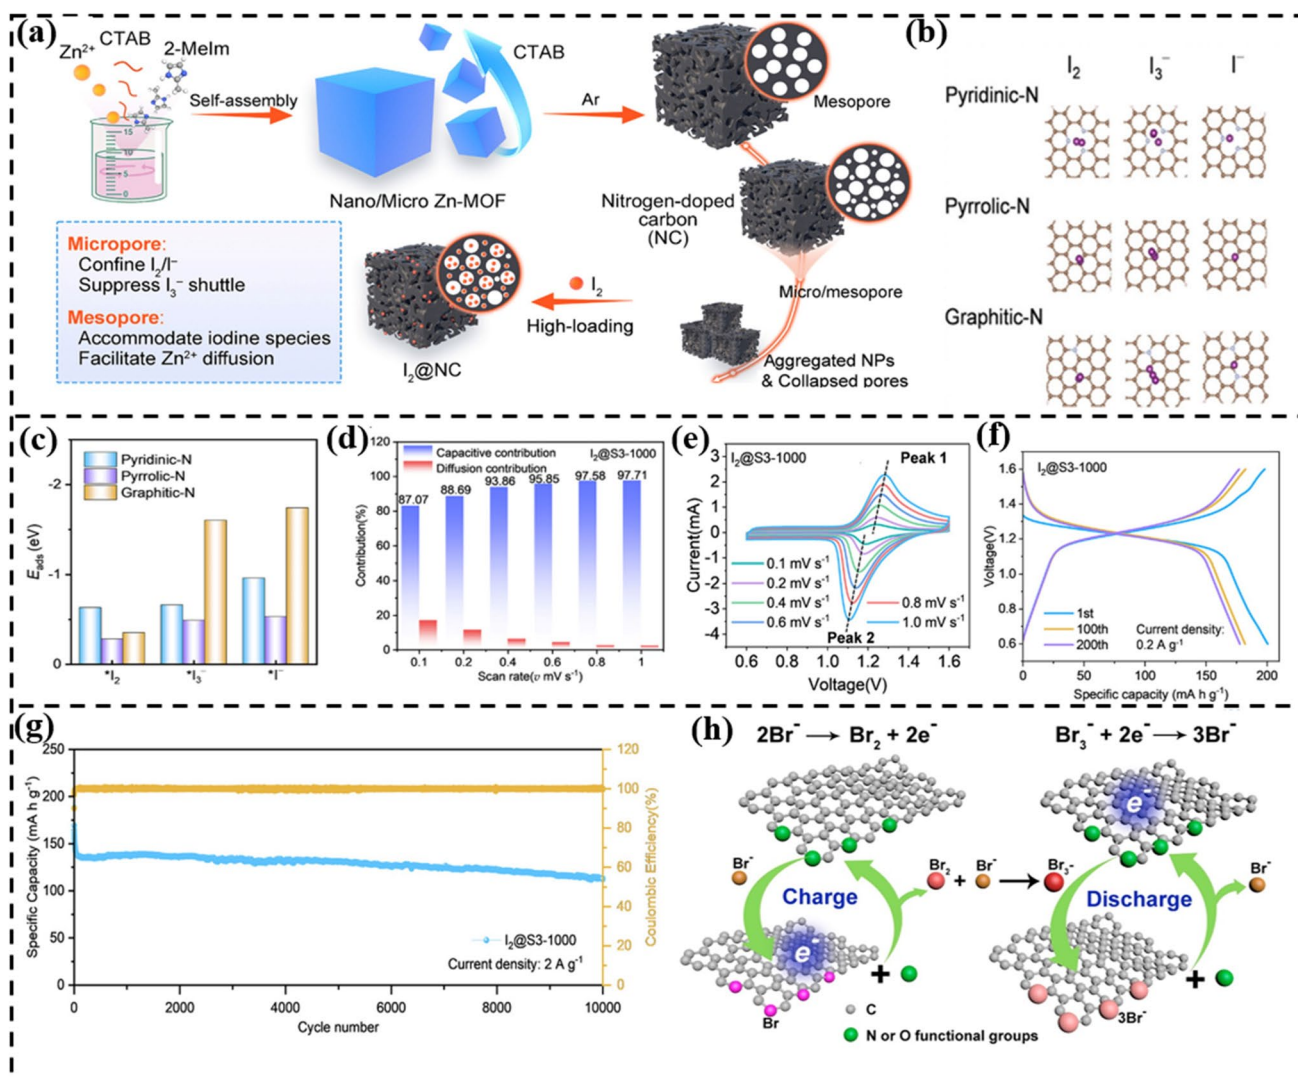 (a)
Zn2+
CTAB
2-MeIm
Self-assembly
15
10
5
0
CTAB
Nano/Micro Zn-MOF
Ar
Mesopore
Nitrogen-doped
carbon
(NC)
Micro/mesopore
Aggregated NPs
& Collapsed pores
I2
High-loading
I2@NC
Micropore:
Confine I2/I−
Suppress I3− shuttle
Mesopore:
Accommodate iodine species
Facilitate Zn2+ diffusion
(b)
I2 I3− I−
Pyridinic-N
Pyrrolic-N
Graphitic-N
(c)
Pyridinic-N
Pyrrolic-N
Graphitic-N
Eads (eV)
-2
-1
0
*I2 *I3− *I−
(d)
Capacitive contribution
Diffusion contribution
I2@S3-1000
87.07 88.69 93.86 95.85 97.58 97.71
Contribution(%)
120
100
80
60
40
20
0
0.1 0.2 0.4 0.6 0.8 1
Scan rate(υ mV s-1)
(e)
I2@S3-1000
Peak 1
Peak 2
Current(mA)
3
2
1
0
-1
-2
-3
-4
0.1 mV s-1
0.2 mV s-1
0.4 mV s-1
0.6 mV s-1
0.8 mV s-1
1.0 mV s-1
0.6 0.8 1.0 1.2 1.4 1.6
Voltage(V)
(f)
I2@S3-1000
Voltage(V)
1.6
1.4
1.2
1.0
0.8
0.6
1st
100th
200th
Current density:
0.2 A g-1
0 50 100 150 200
Specific capacity (mA h g-1)
(g)
Specific Capacity (mA h g-1)
250
200
150
100
50
0
Coulombic Efficiency(%)
120
100
80
60
40
20
0
I2@S3-1000
Current density: 2 A g-1
0 2000 4000 6000 8000 10000
Cycle number
(h)
2Br- → Br2 + 2e-
Br3- + 2e- → 3Br-
e-
Br-
Br2 + Br- → Br3-
Br-
Charge
Discharge
e-
+
+
Br
3Br-
C
N or O functional groups